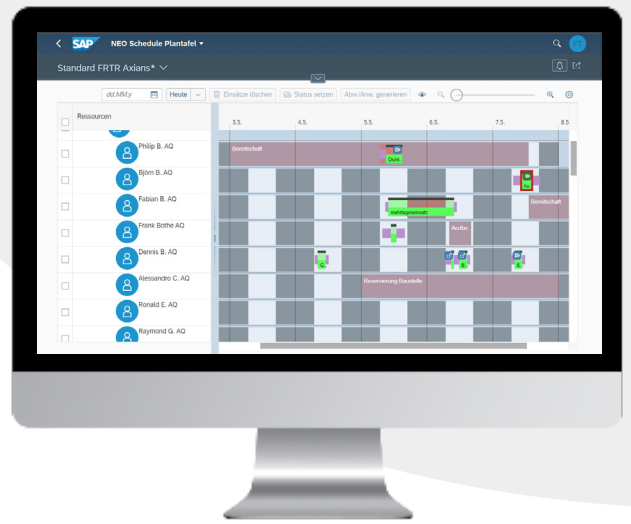 SAP NEO Schedule Plantafel
Standard FRTR Axians*
dd.MM.y Heute Einsätze löschen Status setzen Abw./Anw. generieren
Ressourcen 3.5. 4.5. 5.5. 6.5. 7.5. 8.5
Philip B. AQ Bereitschaft
Björn B. AQ
Fabian B. AQ mehrtageseinsatz Bereitschaft
Frank Bothe AQ
Dennis B. AQ G. B. E.
Alessandro C. AQ Reservierung Baustelle
Ronald E. AQ
Raymond G. AQ